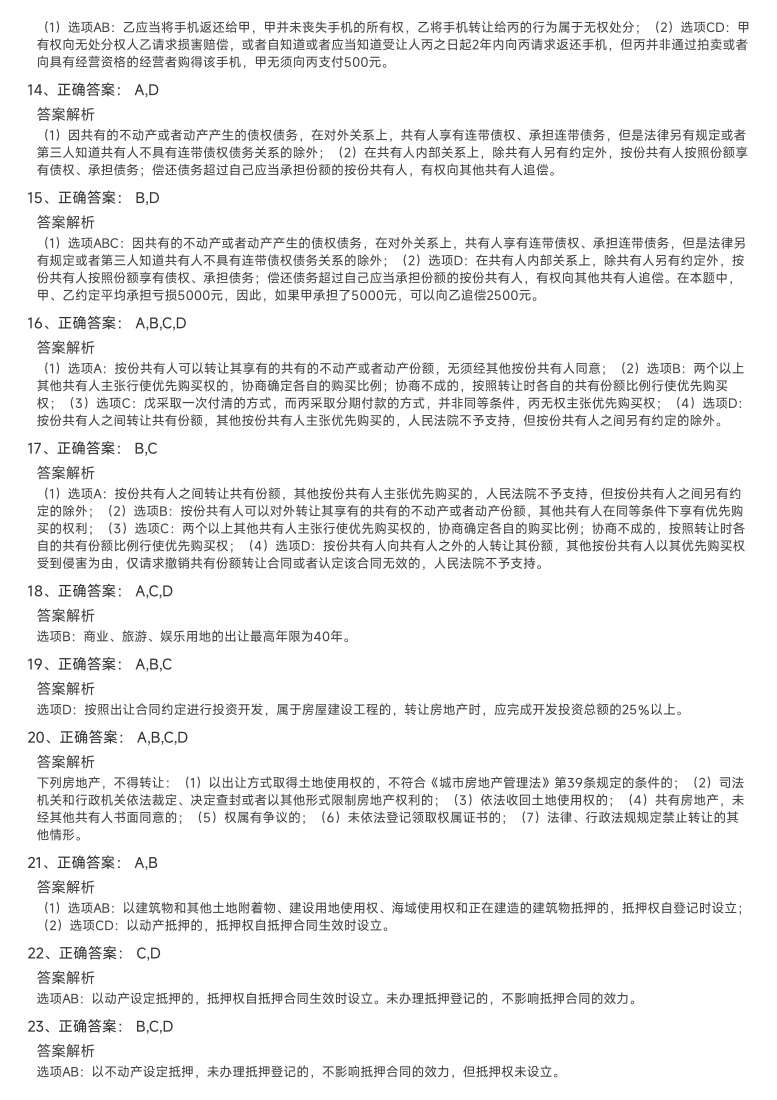 （1）选项AB：乙应当将手机返还给甲，甲并未丧失手机的所有权，乙将手机转让给丙的行为属于无权处分；（2）选项CD：甲
有权向无处分权人乙请求损害赔偿，或者自知道或者应当知道受让人丙之日起2年内向丙请求返还手机，但丙并非通过拍卖或者
向具有经营资格的经营者购得该手机，甲无须向丙支付500元。
14、正确答案： A,D
答案解析
（1）因共有的不动产或者动产产生的债权债务，在对外关系上，共有人享有连带债权、承担连带债务，但是法律另有规定或者
第三人知道共有人不具有连带债权债务关系的除外；（2）在共有人内部关系上，除共有人另有约定外，按份共有人按照份额享
有债权、承担债务；偿还债务超过自己应当承担份额的按份共有人，有权向其他共有人追偿。
15、正确答案： B,D
答案解析
（1）选项ABC：因共有的不动产或者动产产生的债权债务，在对外关系上，共有人享有连带债权、承担连带债务，但是法律另
有规定或者第三人知道共有人不具有连带债权债务关系的除外；（2）选项D：在共有人内部关系上，除共有人另有约定外，按
份共有人按照份额享有债权、承担债务；偿还债务超过自己应当承担份额的按份共有人，有权向其他共有人追偿。在本题中，
甲、乙约定平均承担亏损5000元，因此，如果甲承担了5000元，可以向乙追偿2500元。
16、正确答案： A,B,C,D
答案解析
（1）选项A：按份共有人可以转让其享有的共有的不动产或者动产份额，无须经其他按份共有人同意；（2）选项B：两个以上
其他共有人主张行使优先购买权的，协商确定各自的购买比例；协商不成的，按照转让时各自的共有份额比例行使优先购买
权；（3）选项C：戊采取一次付清的方式，而丙采取分期付款的方式，并非同等条件，丙无权主张优先购买权；（4）选项D：
按份共有人之间转让共有份额，其他按份共有人主张优先购买的，人民法院不予支持，但按份共有人之间另有约定的除外。
17、正确答案： B,C
答案解析
（1）选项A：按份共有人之间转让共有份额，其他按份共有人主张优先购买的，人民法院不予支持，但按份共有人之间另有约
定的除外；（2）选项B：按份共有人可以对外转让其享有的共有的不动产或者动产份额，其他共有人在同等条件下享有优先购
买的权利；（3）选项C：两个以上其他共有人主张行使优先购买权的，协商确定各自的购买比例；协商不成的，按照转让时各
自的共有份额比例行使优先购买权；（4）选项D：按份共有人向共有人之外的人转让其份额，其他按份共有人以其优先购买权
受到侵害为由，仅请求撤销共有份额转让合同或者认定该合同无效的，人民法院不予支持。
18、正确答案： A,C,D
答案解析
选项B：商业、旅游、娱乐用地的出让最高年限为40年。
19、正确答案： A,B,C
答案解析
选项D：按照出让合同约定进行投资开发，属于房屋建设工程的，转让房地产时，应完成开发投资总额的25%以上。
20、正确答案： A,B,C,D
答案解析
下列房地产，不得转让：（1）以出让方式取得土地使用权的，不符合《城市房地产管理法》第39条规定的条件的；（2）司法
机关和行政机关依法裁定、决定查封或者以其他形式限制房地产权利的；（3）依法收回土地使用权的；（4）共有房地产，未
经其他共有人书面同意的；（5）权属有争议的；（6）未依法登记领取权属证书的；（7）法律、行政法规规定禁止转让的其
他情形。
21、正确答案： A,B
答案解析
（1）选项AB：以建筑物和其他土地附着物、建设用地使用权、海域使用权和正在建造的建筑物抵押的，抵押权自登记时设立；
（2）选项CD：以动产抵押的，抵押权自抵押合同生效时设立。
22、正确答案： C,D
答案解析
选项AB：以动产设定抵押的，抵押权自抵押合同生效时设立。未办理抵押登记的，不影响抵押合同的效力。
23、正确答案： B,C,D
答案解析
选项AB：以不动产设定抵押，未办理抵押登记的，不影响抵押合同的效力，但抵押权未设立。